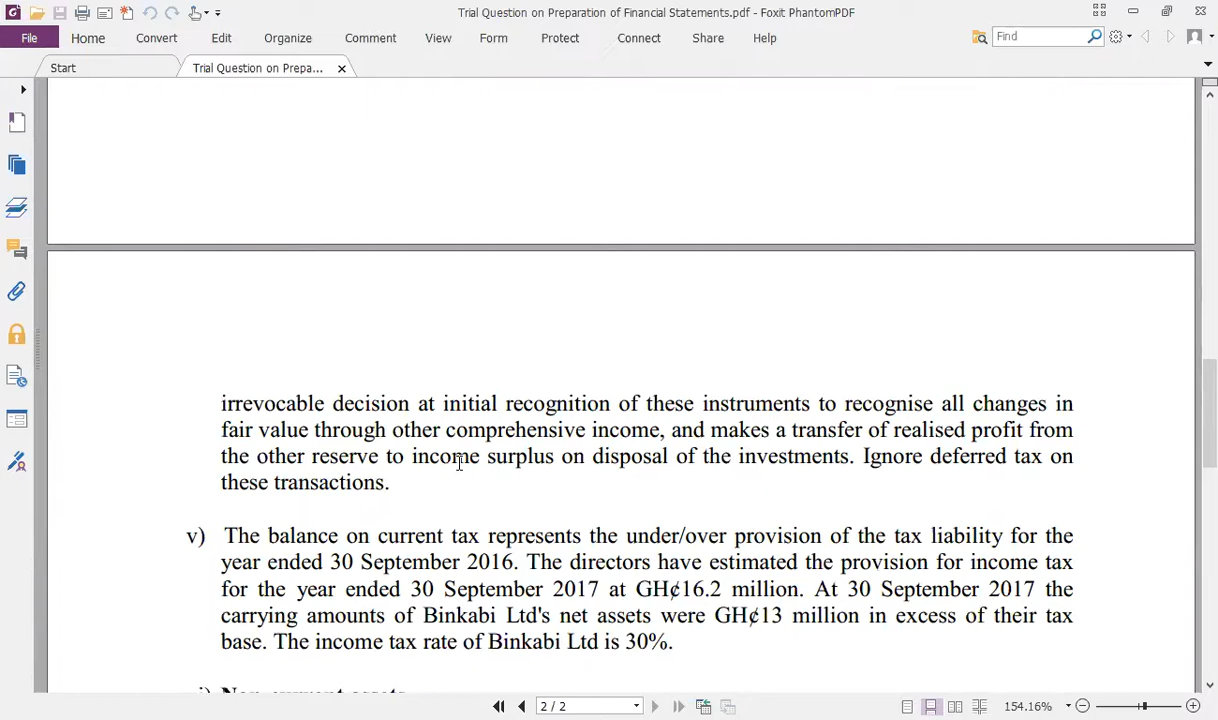 Trial Question on Preparation of Financial Statements.pdf - Foxit PhantomPDF
File Home Convert Edit Organize Comment View Form Protect Connect Share Help Find
Start Trial Question on Prepa...
irrevocable decision at initial recognition of these instruments to recognise all changes in
fair value through other comprehensive income, and makes a transfer of realised profit from
the other reserve to income surplus on disposal of the investments. Ignore deferred tax on
these transactions.
v) The balance on current tax represents the under/over provision of the tax liability for the
year ended 30 September 2016. The directors have estimated the provision for income tax
for the year ended 30 September 2017 at GH¢16.2 million. At 30 September 2017 the
carrying amounts of Binkabi Ltd's net assets were GH¢13 million in excess of their tax
base. The income tax rate of Binkabi Ltd is 30%.
i) Non-current assets
2 / 2 154.16%